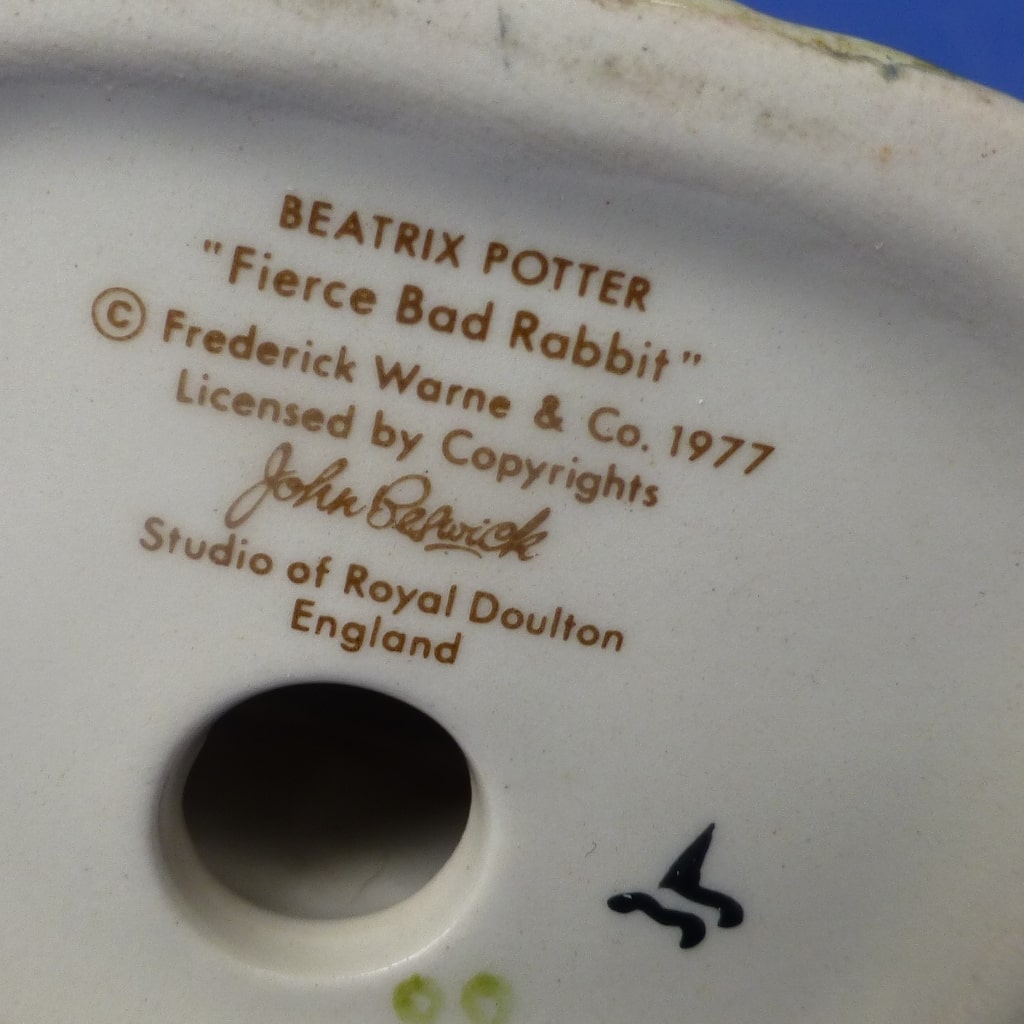 BEATRIX POTTER
"Fierce Bad Rabbit"
© Frederick Warne & Co. 1977
Licensed by Copyrights
John Beswick
Studio of Royal Doulton
England